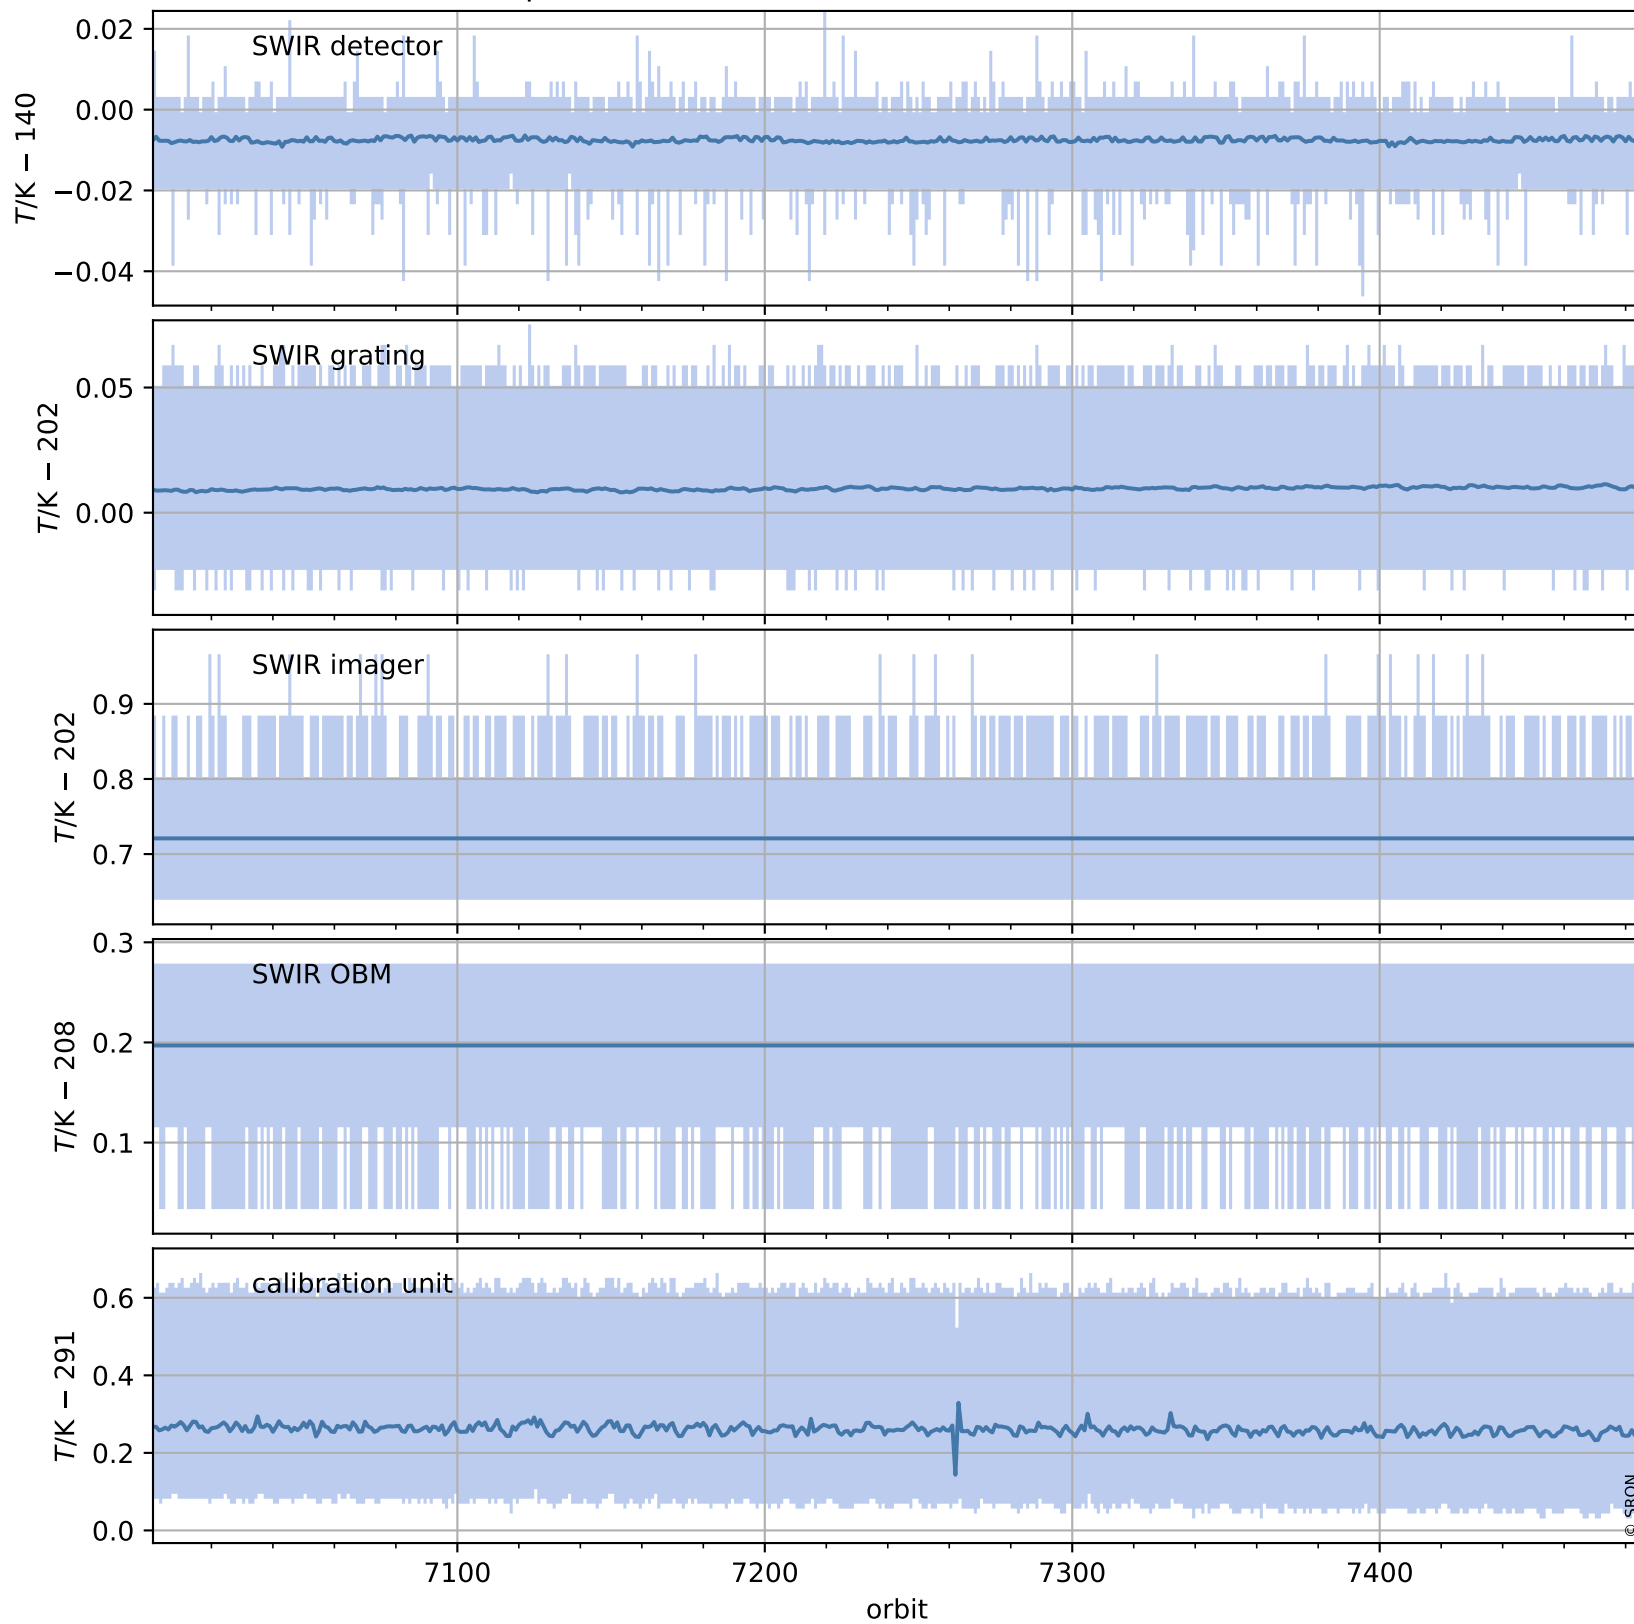 SWIR detector
0.02
0.00
−0.02
−0.04
T/K − 140
SWIR grating
0.05
0.00
T/K − 202
SWIR imager
0.9
0.8
0.7
T/K − 202
SWIR OBM
0.3
0.2
0.1
T/K − 208
calibration unit
0.6
0.4
0.2
0.0
T/K − 291
© SRON
7100 7200 7300 7400
orbit